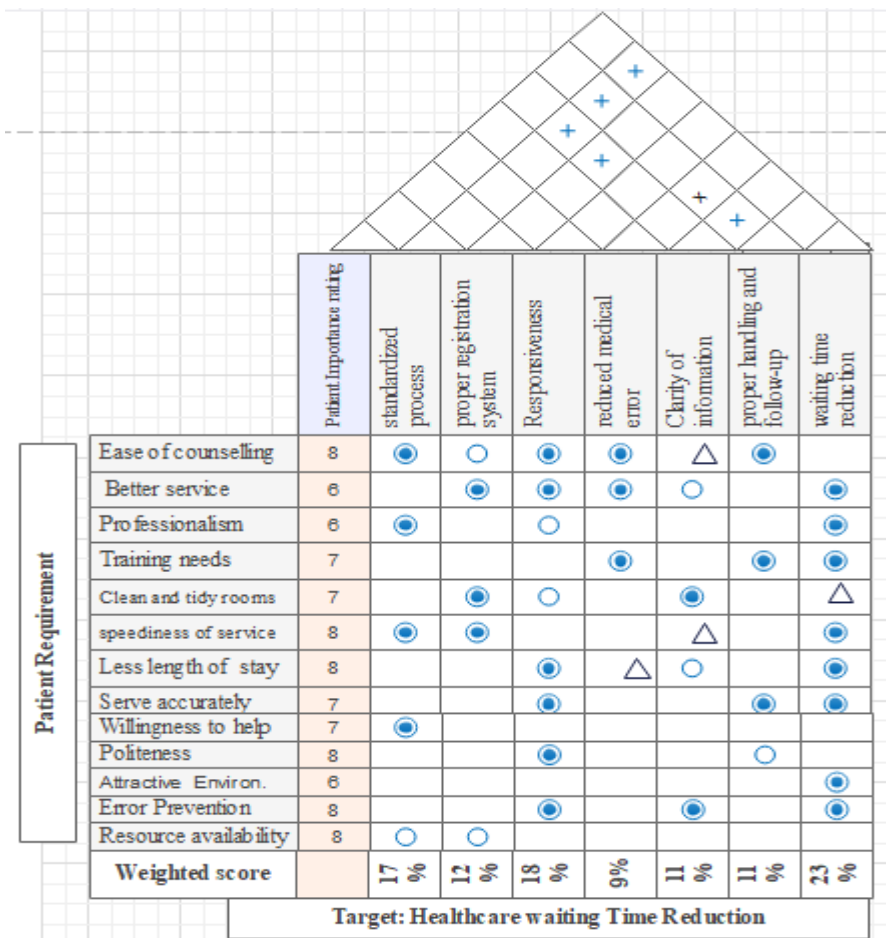 Patient Importance rating
standardized
process
proper registration
system
Responsiveness
reduced medical
error
Clarity of
information
proper handling and
follow-up
waiting time
reduction
Patient Requirement
Ease of counselling 8
Better service 6
Professionalism 6
Training needs 7
Clean and tidy rooms 7
speediness of service 8
Less length of stay 8
Serve accurately 7
Willingness to help 7
Politeness 8
Attractive Environ. 6
Error Prevention 8
Resource availability 8
Weighted score 17 % 12 % 18 % 9% 11 % 11 % 23 %
Target: Healthcare waiting Time Reduction